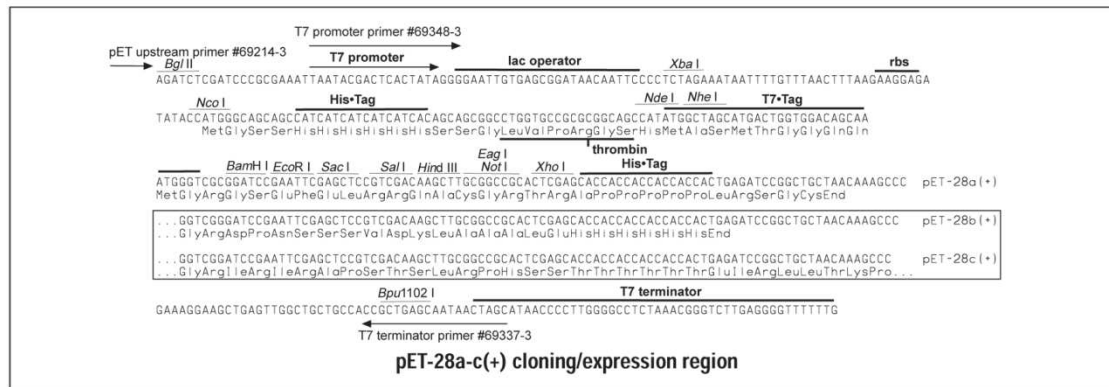 T7 promoter primer #69348-3
pET upstream primer #69214-3
Bgl II T7 promoter lac operator Xba I rbs
AGATCTCGATCCCGCGAAATTAATACGACTCACTATAGGGGAATTGTGAGCGGATAACAATTCCCCTCTAGAAATAATTTTGTTTAACTTTAAGAAGGAGA
Nco I His•Tag Nde I Nhe I T7•Tag
TATACCATGGGCAGCAGCCATCATCATCATCATCACAGCAGCGGCCTGGTGCCGCGCGGCAGCCATATGGCTAGCATGACTGGTGGACAGCAA
MetGlySerSerHisHisHisHisHisHisSerSerGlyLeuValProArgGlySerHisMetAlaSerMetThrGlyGlyGlnGln
thrombin
BamH I EcoR I Sac I Sal I Hind III Eag I Not I Xho I His•Tag
ATGGGTCGCGGATCCGAATTCGAGCTCCGTCGACAAGCTTGCGGCCGCACTCGAGCACCACCACCACCACCACTGAGATCCGGCTGCTAACAAAGCCC pET-28a(+)
MetGlyArgGlySerGluPheGluLeuArgArgGlnAlaCysGlyArgThrArgAlaProProProProProLeuArgSerGlyCysEnd
...GGTCGGGATCCGAATTCGAGCTCCGTCGACAAGCTTGCGGCCGCACTCGAGCACCACCACCACCACCACTGAGATCCGGCTGCTAACAAAGCCC pET-28b(+)
...GlyArgAspProAsnSerSerSerValAspLysLeuAlaAlaAlaLeuGluHisHisHisHisHisHisEnd
...GGTCGGATCCGAATTCGAGCTCCGTCGACAAGCTTGCGGCCGCACTCGAGCACCACCACCACCACCACTGAGATCCGGCTGCTAACAAAGCCC pET-28c(+)
...GlyArgIleArgIleArgAlaProSerThrSerLeuArgProHisSerSerThrThrThrThrThrThrGluIleArgLeuLeuThrLysPro...
Bpu1102 I T7 terminator
GAAAGGAAGCTGAGTTGGCTGCTGCCACCGCTGAGCAATAACTAGCATAACCCCTTGGGGCCTCTAAACGGGTCTTGAGGGGTTTTTTG
T7 terminator primer #69337-3
pET-28a-c(+) cloning/expression region